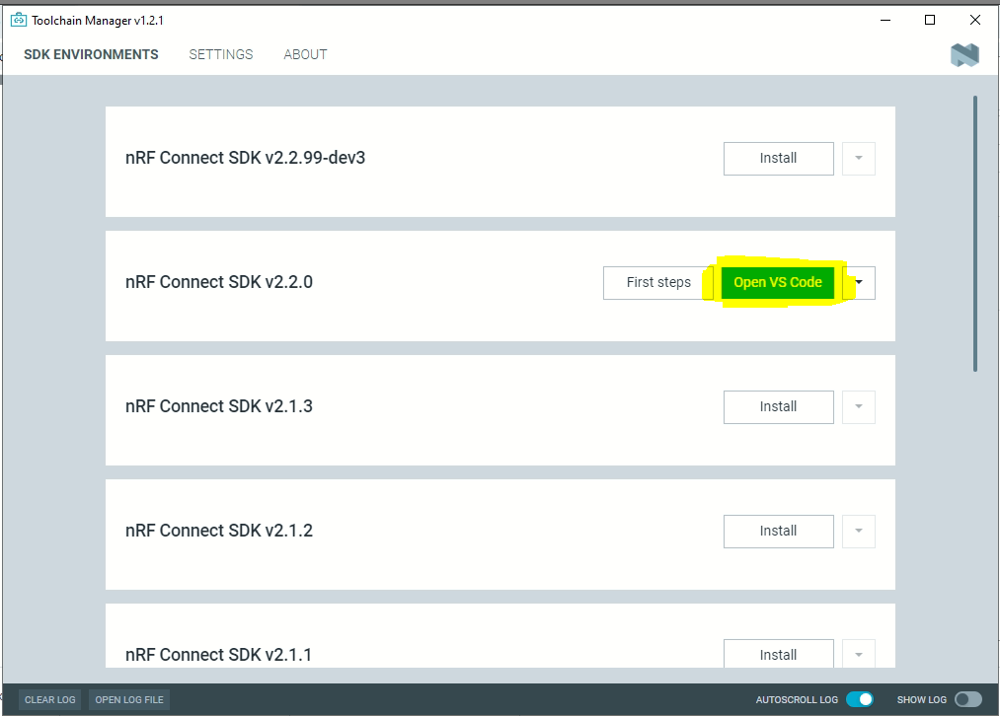 Toolchain Manager v1.2.1
SDK ENVIRONMENTS SETTINGS ABOUT
nRF Connect SDK v2.2.99-dev3 Install
nRF Connect SDK v2.2.0 First steps Open VS Code
nRF Connect SDK v2.1.3 Install
nRF Connect SDK v2.1.2 Install
nRF Connect SDK v2.1.1 Install
CLEAR LOG OPEN LOG FILE AUTOSCROLL LOG SHOW LOG